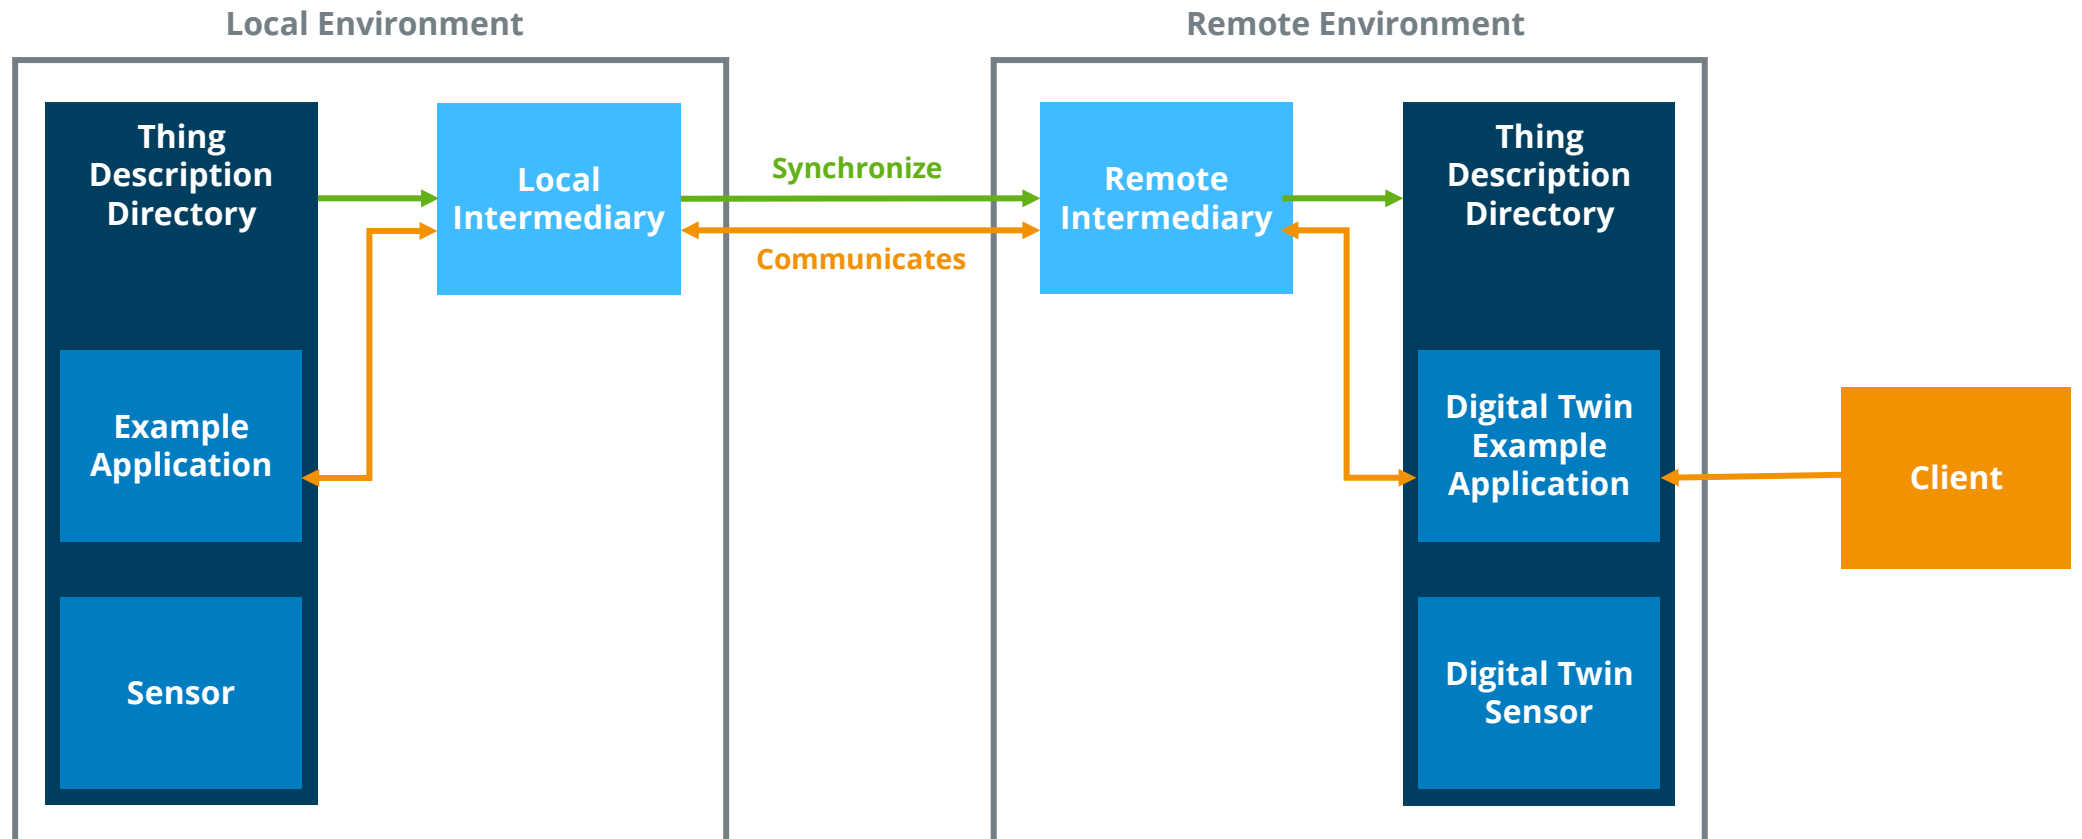 Local Environment
Remote Environment
Thing
Description
Directory
Local
Intermediary
Synchronize
Communicates
Remote
Intermediary
Thing
Description
Directory
Example
Application
Digital Twin
Example
Application
Client
Sensor
Digital Twin
Sensor